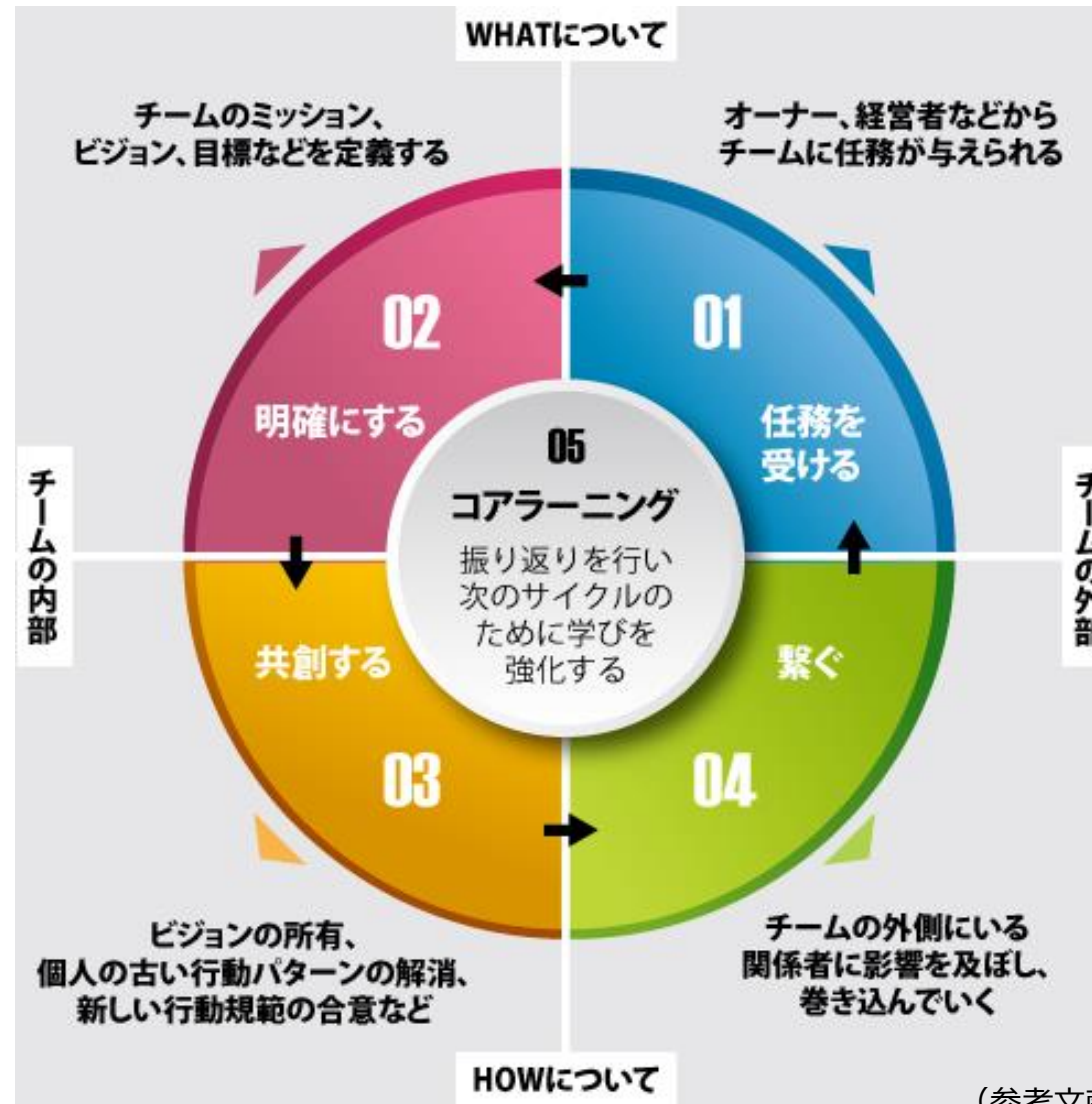 WHATについて
チームのミッション、
ビジョン、目標などを定義する
オーナー、経営者などから
チームに任務が与えられる
02
明確にする
01
任務を
受ける
チームの内部
05
コアラーニング
振り返りを行い
次のサイクルの
ために学びを
強化する
チームの外部
共創する
03
繋ぐ
04
ビジョンの所有、
個人の古い行動パターンの解消、
新しい行動規範の合意など
チームの外側にいる
関係者に影響を及ぼし、
巻き込んでいく
HOWについて
（参考文